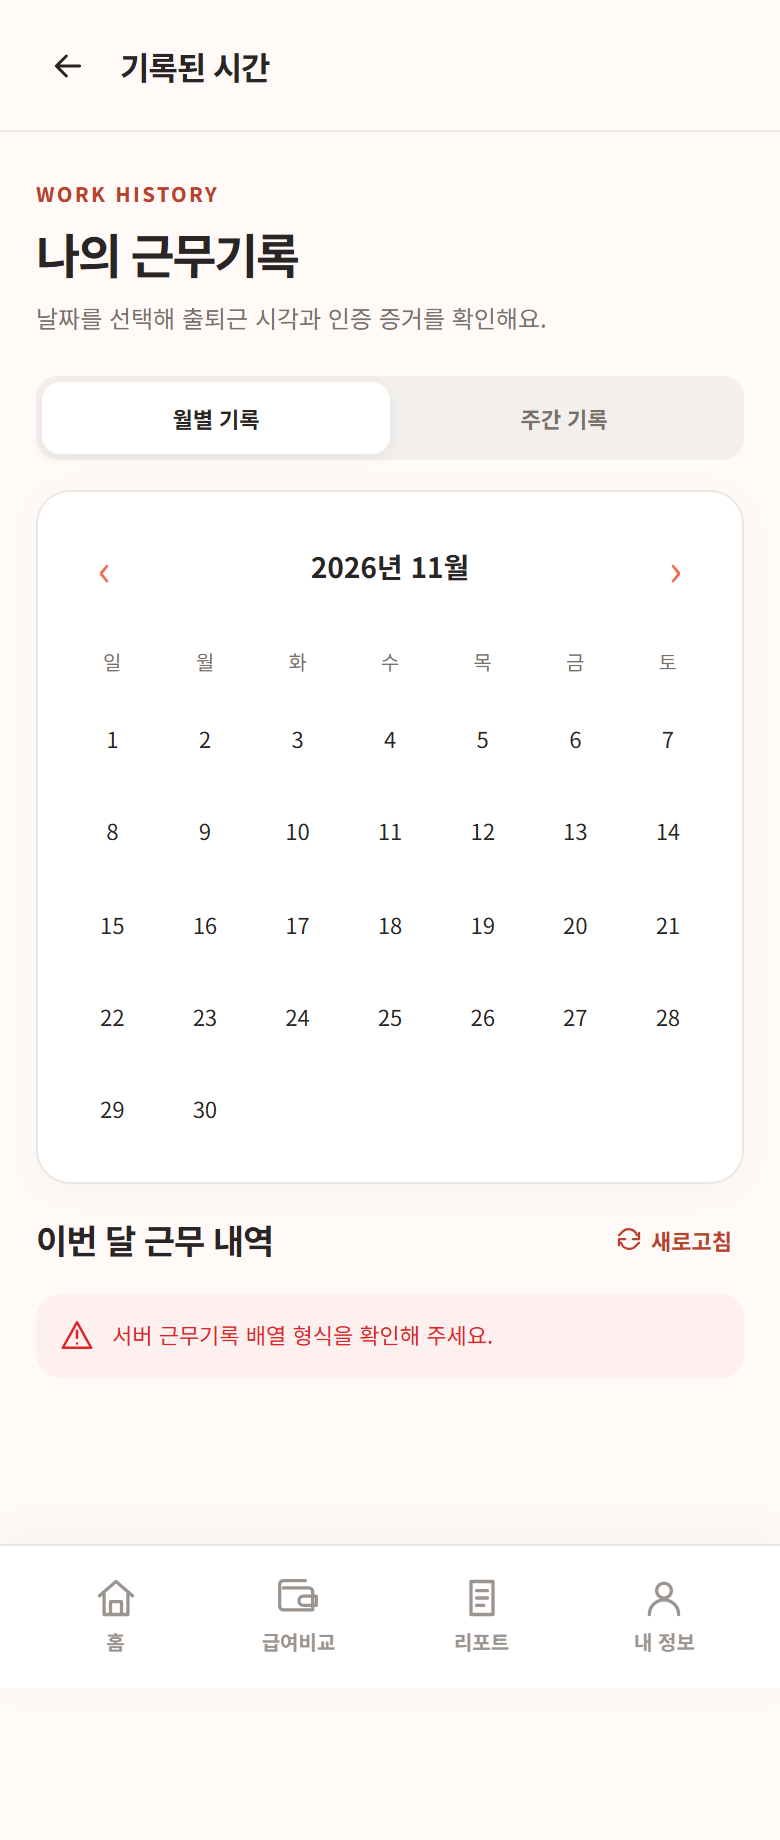 기록된 시간
WORK HISTORY
나의 근무기록
날짜를 선택해 출퇴근 시각과 인증 증거를 확인해요.
월별 기록 주간 기록
‹ 2026년 11월 ›
일 월 화 수 목 금 토
1 2 3 4 5 6 7
8 9 10 11 12 13 14
15 16 17 18 19 20 21
22 23 24 25 26 27 28
29 30
이번 달 근무 내역 새로고침
서버 근무기록 배열 형식을 확인해 주세요.
홈 급여비교 리포트 내 정보